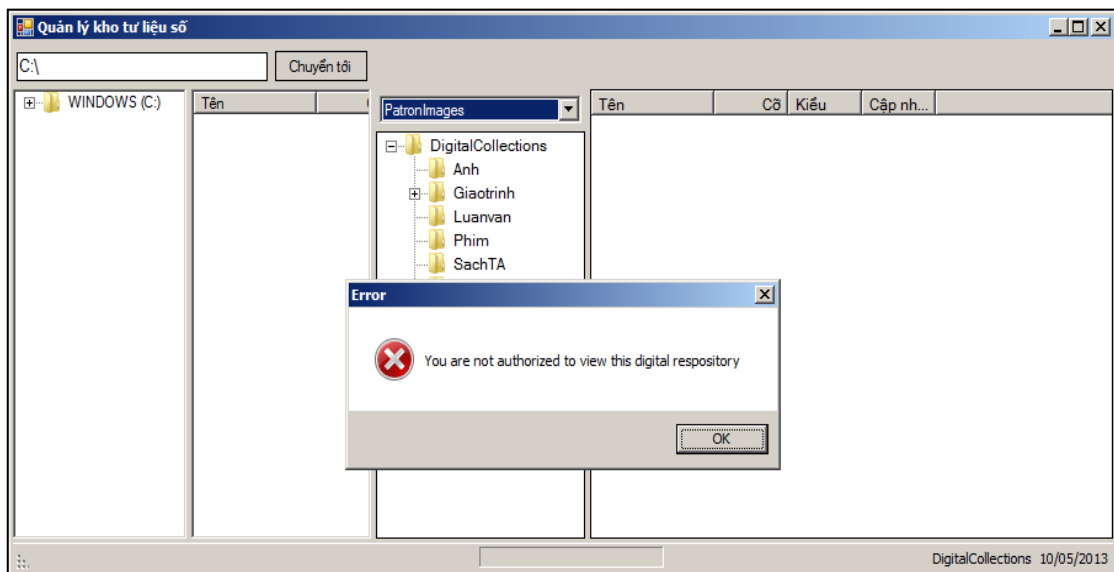 Quản lý kho tư liệu số
C:\
Chuyển tới
WINDOWS (C:)
Tên
PatronImages
DigitalCollections
Anh
Giaotrinh
Luanvan
Phim
SachTA
Tên Cỡ Kiểu Cập nh...
Error
You are not authorized to view this digital respository
OK
DigitalCollections 10/05/2013